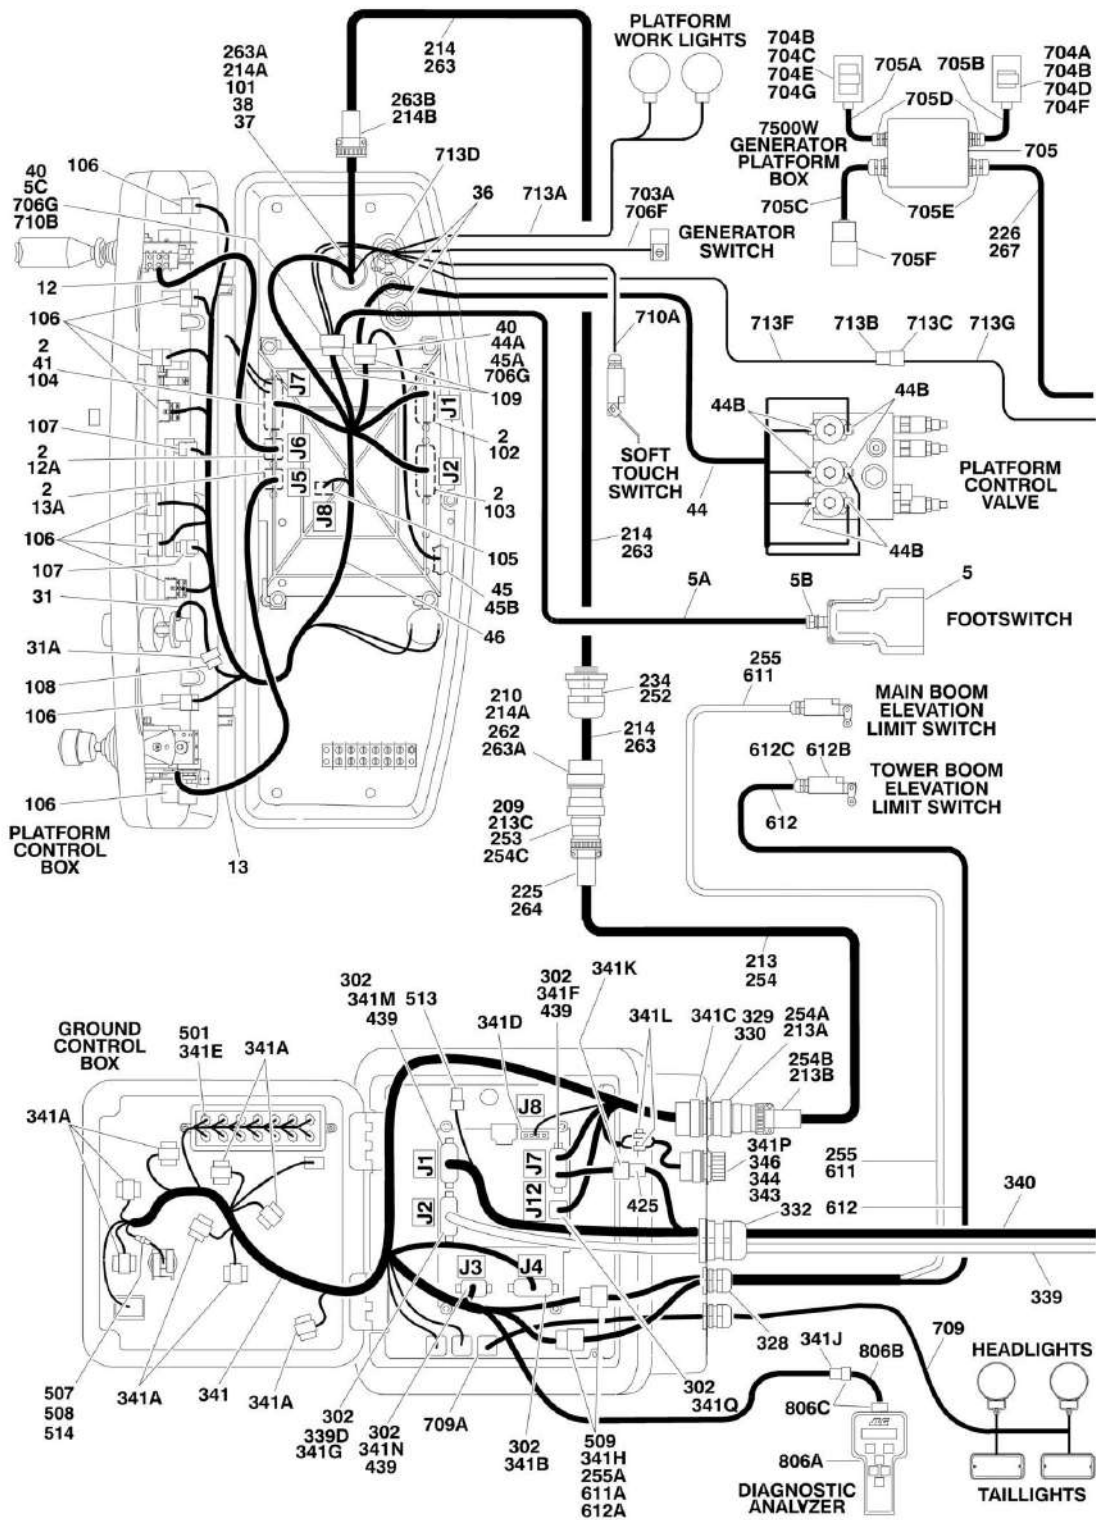 214
263
PLATFORM
WORK LIGHTS
704B
704C
704E
704G
705A
705B
704A
704B
704D
704F
705D
263A
214A
101
38
37
263B
214B
7500W
GENERATOR
PLATFORM
BOX
705
705C
705E
705F
226
267
713D
36
713A
703A
706F
GENERATOR
SWITCH
40
5C
706G
710B
106
12
106
2
41
104
107
2
12A
2
13A
106
107
31
31A
108
106
106
PLATFORM
CONTROL
BOX
13
J7
J6
J5
J8
J1
J2
40
44A
45A
706G
109
2
102
2
103
105
45
45B
46
710A
SOFT
TOUCH
SWITCH
713F
713B
713C
713G
44B
44B
44B
44
PLATFORM
CONTROL
VALVE
214
263
5A
5B
5
FOOTSWITCH
234
252
214
263
210
214A
262
263A
209
213C
253
254C
225
264
255
611
MAIN BOOM
ELEVATION
LIMIT SWITCH
612C
612B
612
TOWER BOOM
ELEVATION
LIMIT SWITCH
213
254
GROUND
CONTROL
BOX
501
341E
341A
341A
302
341M
439
513
341D
302
341F
439
341K
341L
341C
329
330
254A
213A
254B
213B
J8
J1
J2
J7
J12
J3
J4
425
341P
346
344
343
332
255
611
612
340
339
328
341J
806B
709
HEADLIGHTS
507
508
514
341A
341
341A
302
339D
341G
302
341N
439
709A
302
341B
509
341H
255A
611A
612A
302
341Q
806C
806A
JLG
DIAGNOSTIC
ANALYZER
TAILLIGHTS